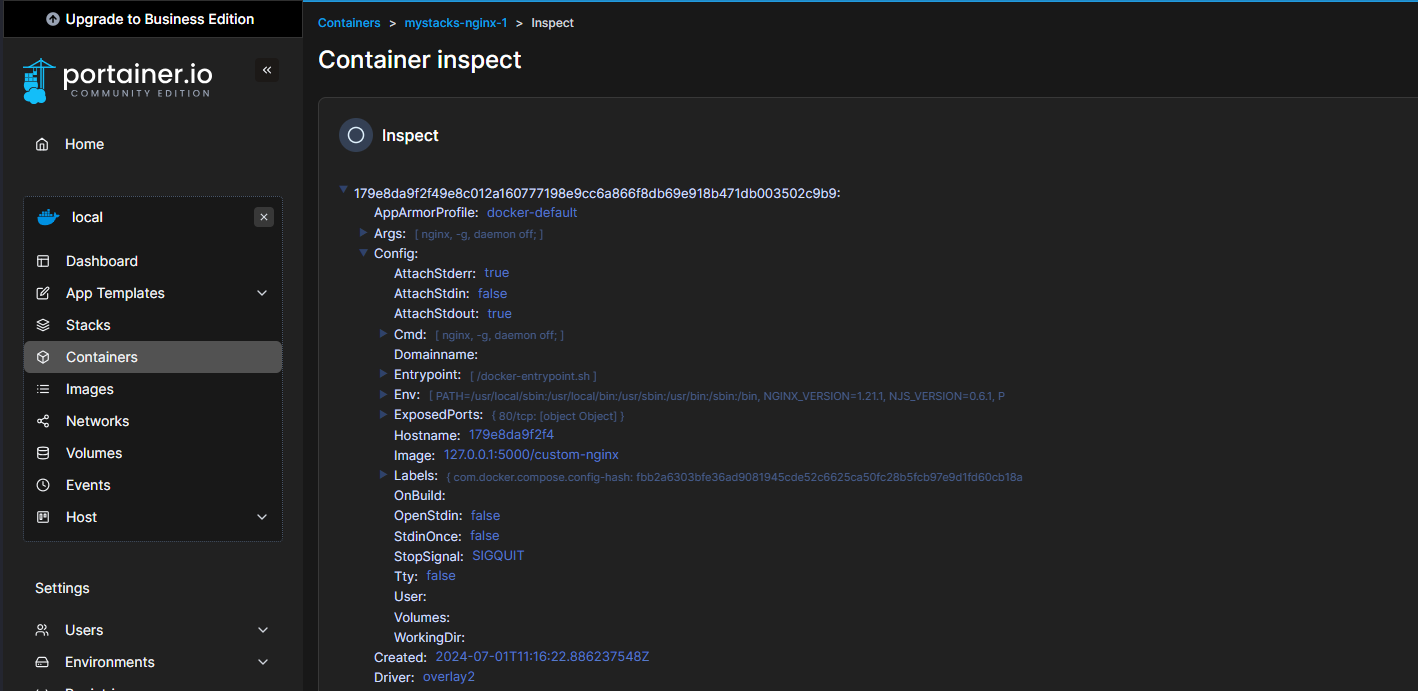 Upgrade to Business Edition
portainer.io
COMMUNITY EDITION
Home
local
Dashboard
App Templates
Stacks
Containers
Images
Networks
Volumes
Events
Host
Settings
Users
Environments
Containers > mystacks-nginx-1 > Inspect
Container inspect
Inspect
179e8da9f2f49e8c012a160777198e9cc6a866f8db69e918b471db003502c9b9:
AppArmorProfile: docker-default
Args: [ nginx, -g, daemon off; ]
Config:
AttachStderr: true
AttachStdin: false
AttachStdout: true
Cmd: [ nginx, -g, daemon off; ]
Domainname:
Entrypoint: [ /docker-entrypoint.sh ]
Env: [ PATH=/usr/local/sbin:/usr/local/bin:/usr/sbin:/usr/bin:/sbin:/bin, NGINX_VERSION=1.21.1, NJS_VERSION=0.6.1, P
ExposedPorts: { 80/tcp: [object Object] }
Hostname: 179e8da9f2f4
Image: 127.0.0.1:5000/custom-nginx
Labels: { com.docker.compose.config-hash: fbb2a6303bfe36ad9081945cde52c6625ca50fc28b5fcb97e9d1fd60cb18a
OnBuild:
OpenStdin: false
StdinOnce: false
StopSignal: SIGQUIT
Tty: false
User:
Volumes:
WorkingDir:
Created: 2024-07-01T11:16:22.886237548Z
Driver: overlay2